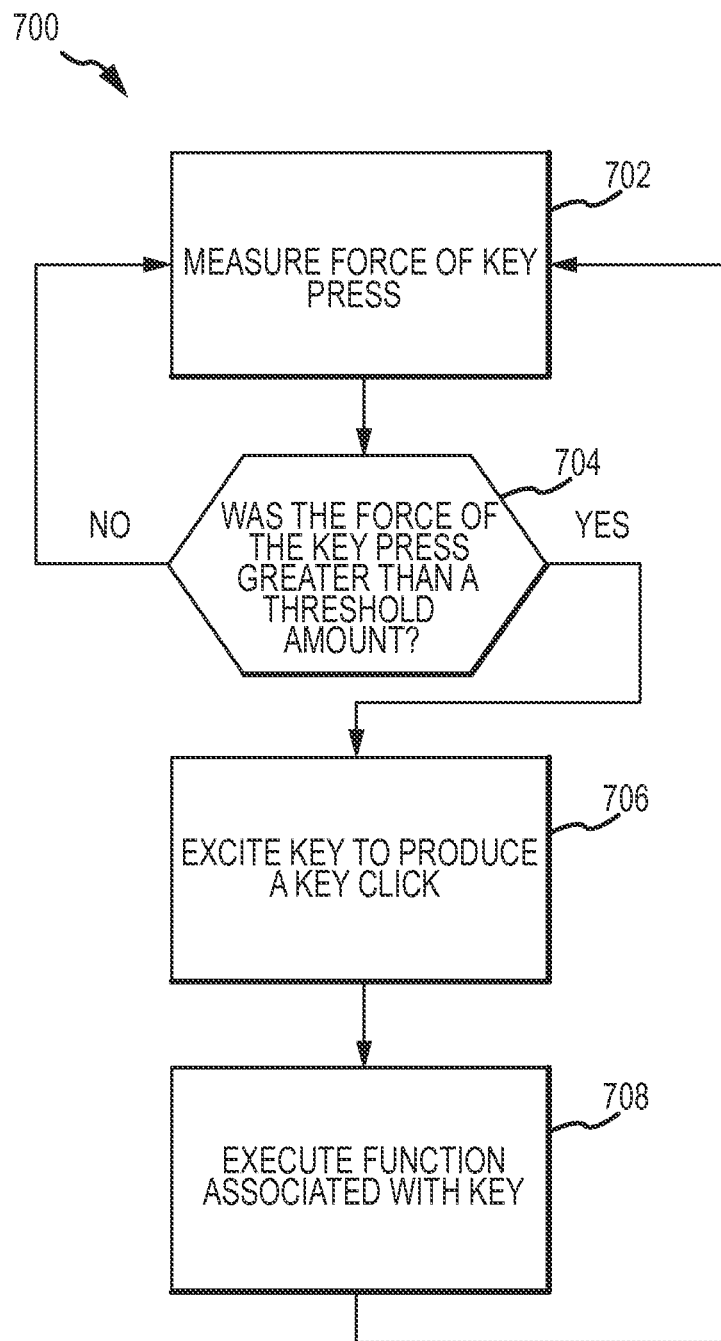 700
702
MEASURE FORCE OF KEY
PRESS
704
NO
WAS THE FORCE OF
THE KEY PRESS
GREATER THAN A
THRESHOLD
AMOUNT?
YES
706
EXCITE KEY TO PRODUCE
A KEY CLICK
708
EXECUTE FUNCTION
ASSOCIATED WITH KEY